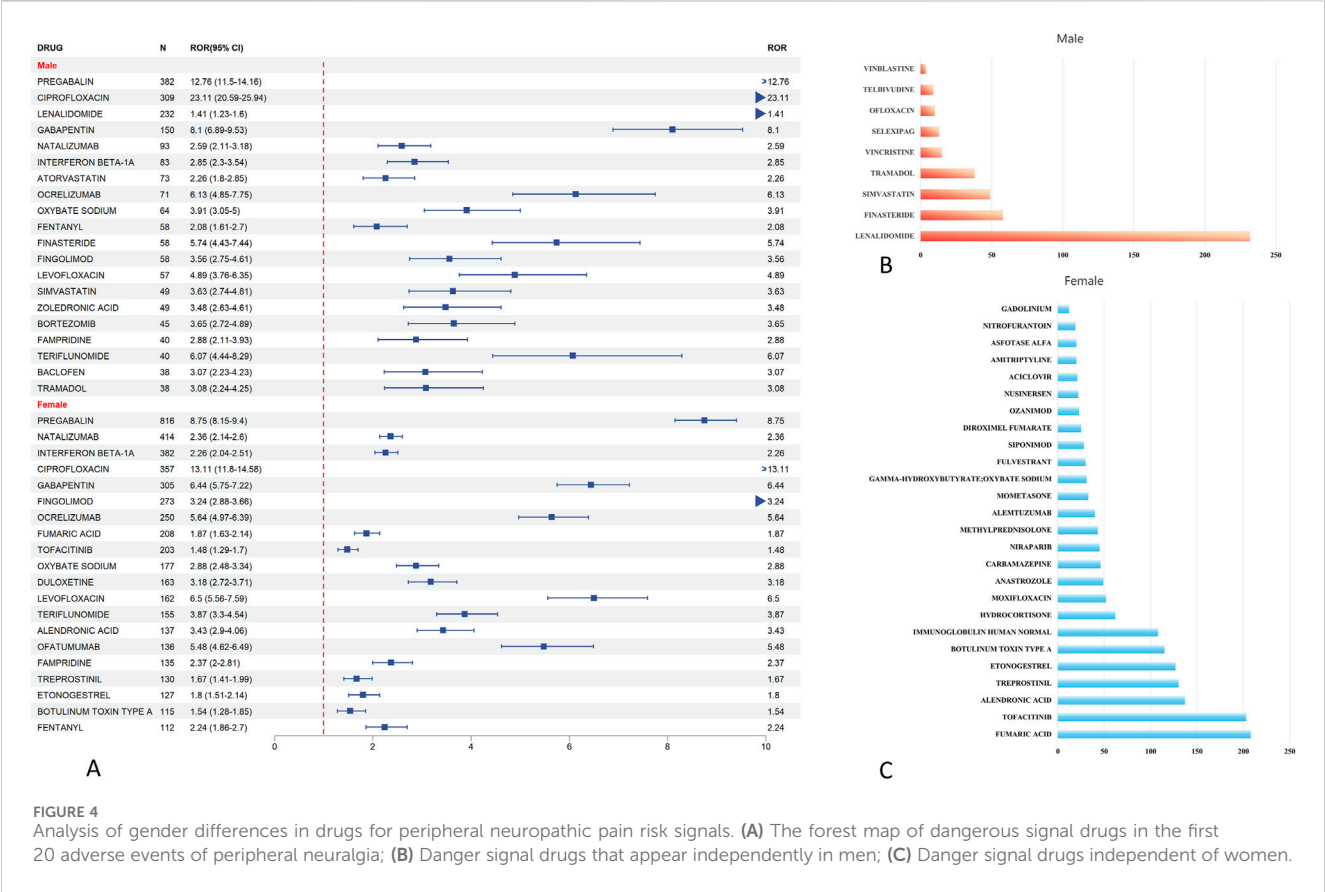 DRUG N ROR(95% CI) ROR
Male
PREGABALIN 382 12.76 (11.5-14.16) >12.76
CIPROFLOXACIN 309 23.11 (20.59-25.94) 23.11
LENALIDOMIDE 232 1.41 (1.23-1.6) 1.41
GABAPENTIN 150 8.1 (6.89-9.53) 8.1
NATALIZUMAB 93 2.59 (2.11-3.18) 2.59
INTERFERON BETA-1A 83 2.85 (2.3-3.54) 2.85
ATORVASTATIN 73 2.26 (1.8-2.85) 2.26
OCRELIZUMAB 71 6.13 (4.85-7.75) 6.13
OXYBATE SODIUM 64 3.91 (3.05-5) 3.91
FENTANYL 58 2.08 (1.61-2.7) 2.08
FINASTERIDE 58 5.74 (4.43-7.44) 5.74
FINGOLIMOD 58 3.56 (2.75-4.61) 3.56
LEVOFLOXACIN 57 4.89 (3.76-6.35) 4.89
SIMVASTATIN 49 3.63 (2.74-4.81) 3.63
ZOLEDRONIC ACID 49 3.48 (2.63-4.61) 3.48
BORTEZOMIB 45 3.65 (2.72-4.89) 3.65
FAMPRIDINE 40 2.88 (2.11-3.93) 2.88
TERIFLUNOMIDE 40 6.07 (4.44-8.29) 6.07
BACLOFEN 38 3.07 (2.23-4.23) 3.07
TRAMADOL 38 3.08 (2.24-4.25) 3.08
Female
PREGABALIN 816 8.75 (8.15-9.4) 8.75
NATALIZUMAB 414 2.36 (2.14-2.6) 2.36
INTERFERON BETA-1A 382 2.26 (2.04-2.51) 2.26
CIPROFLOXACIN 357 13.11 (11.8-14.58) >13.11
GABAPENTIN 305 6.44 (5.75-7.22) 6.44
FINGOLIMOD 273 3.24 (2.88-3.66) 3.24
OCRELIZUMAB 250 5.64 (4.97-6.39) 5.64
FUMARIC ACID 208 1.87 (1.63-2.14) 1.87
TOFACITINIB 203 1.48 (1.29-1.7) 1.48
OXYBATE SODIUM 177 2.88 (2.48-3.34) 2.88
DULOXETINE 163 3.18 (2.72-3.71) 3.18
LEVOFLOXACIN 162 6.5 (5.56-7.59) 6.5
TERIFLUNOMIDE 155 3.87 (3.3-4.54) 3.87
ALENDRONIC ACID 137 3.43 (2.9-4.06) 3.43
OFATUMUMAB 136 5.48 (4.62-6.49) 5.48
FAMPRIDINE 135 2.37 (2-2.81) 2.37
TREPROSTINIL 130 1.67 (1.41-1.99) 1.67
ETONOGESTREL 127 1.8 (1.51-2.14) 1.8
BOTULINUM TOXIN TYPE A 115 1.54 (1.28-1.85) 1.54
FENTANYL 112 2.24 (1.86-2.7) 2.24
0 2 4 6 8 10
A
Male
VINBLASTINE
TELBIVUDINE
OFLOXACIN
SELEXIPAG
VINCRISTINE
TRAMADOL
SIMVASTATIN
FINASTERIDE
LENALIDOMIDE
0 50 100 150 200 250
B
Female
GADOLINIUM
NITROFURANTOIN
ASFOTASE ALFA
AMITRIPTYLINE
ACICLOVIR
NUSINERSEN
OZANIMOD
DIROXIMEL FUMARATE
SIPONIMOD
FULVESTRANT
GAMMA-HYDROXYBUTYRATE;OXYBATE SODIUM
MOMETASONE
ALEMTUZUMAB
METHYLPREDNISOLONE
NIRAPARIB
CARBAMAZEPINE
ANASTROZOLE
MOXIFLOXACIN
HYDROCORTISONE
IMMUNOGLOBULIN HUMAN NORMAL
BOTULINUM TOXIN TYPE A
ETONOGESTREL
TREPROSTINIL
ALENDRONIC ACID
TOFACITINIB
FUMARIC ACID
0 50 100 150 200 250
C
FIGURE 4
Analysis of gender differences in drugs for peripheral neuropathic pain risk signals. (A) The forest map of dangerous signal drugs in the first
20 adverse events of peripheral neuralgia; (B) Danger signal drugs that appear independently in men; (C) Danger signal drugs independent of women.